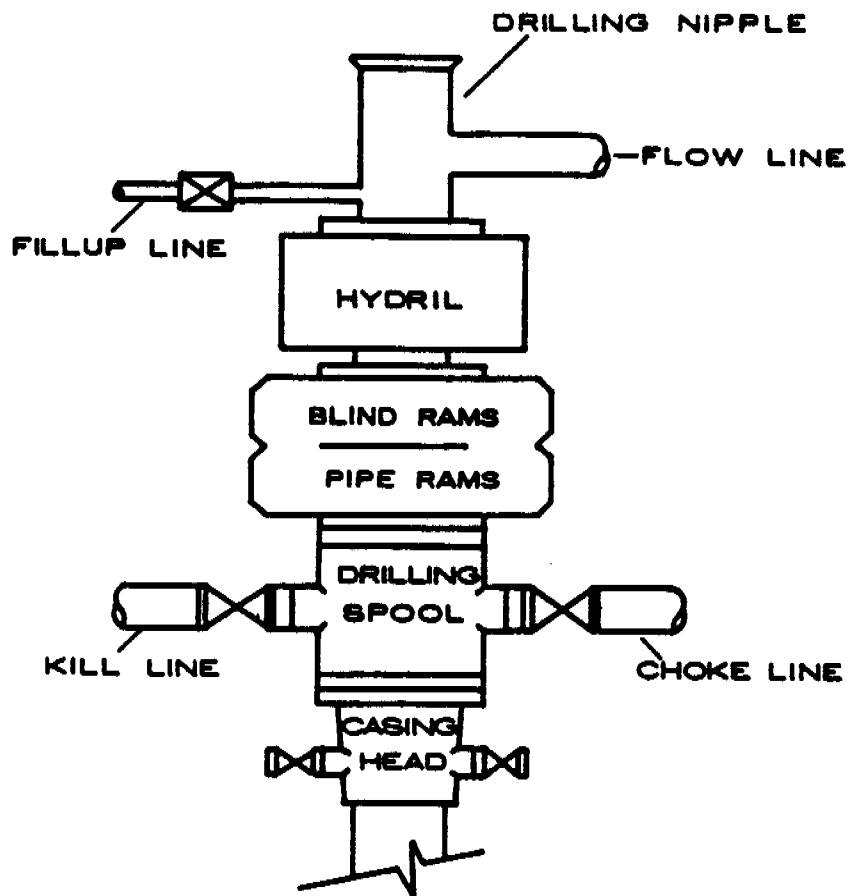 DRILLING NIPPLE
FLOW LINE
FILLUP LINE
HYDRIL
BLIND RAMS
PIPE RAMS
DRILLING
SPOOL
KILL LINE
CHOKE LINE
CASING
HEAD